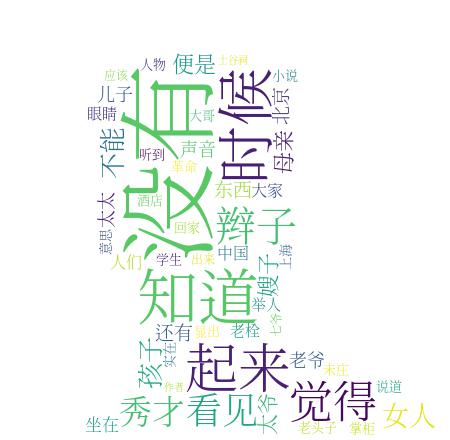 土谷祠
人物
便是
应该
小说
儿子
没有
时候
眼睛
大哥
北京
不能
听到
声音
母亲
革命
太太
酒店
东西
大家
辫子
回家
意思
人们
学生
出来
中国
嫂子
上海
知道
举人
七爷
还有
显出
老栓
孩子
实在
起来
老爷
未庄
作者
觉得
说道
坐在
秀才
看见
太爷
老头子
掌柜
女人